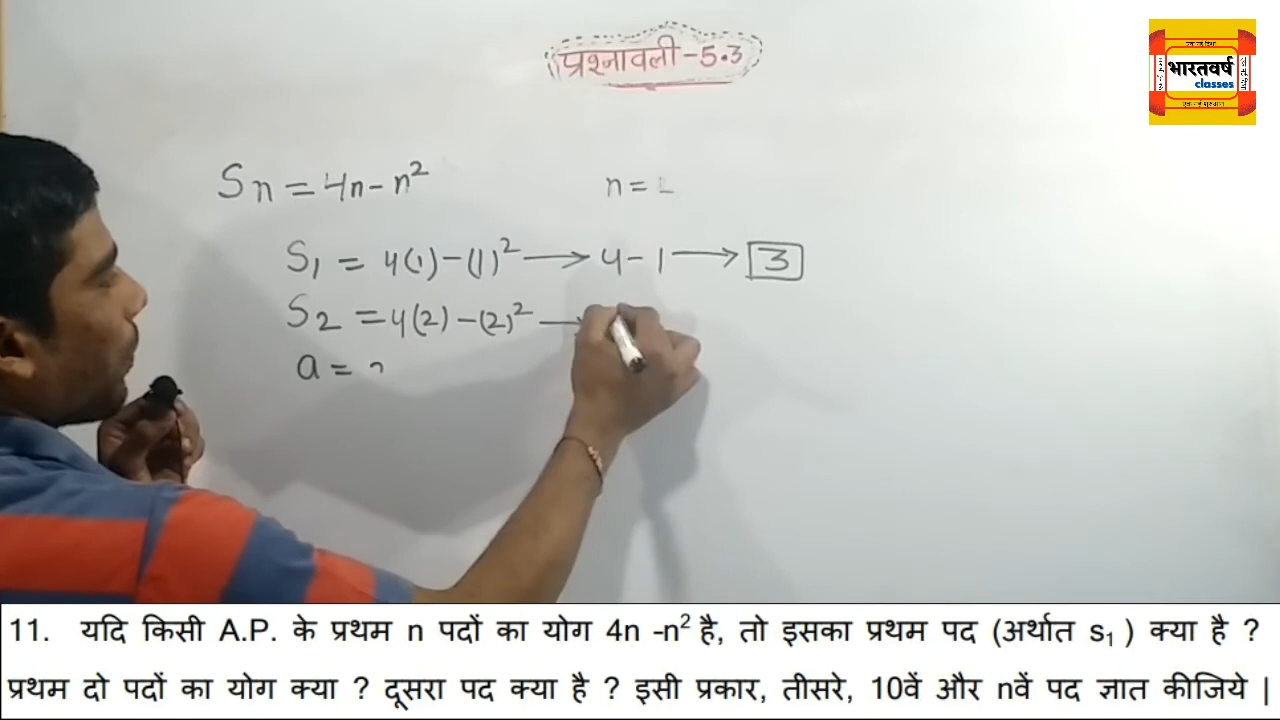 प्रश्नावली-5.3
भारतवर्ष
classes
Sn = 4n - n²
n =
S₁ = 4(1) - (1)² → 4 - 1 → 3
S₂ = 4(2) - (2)² →
a =
11. यदि किसी A.P. के प्रथम n पदों का योग 4n -n² है, तो इसका प्रथम पद (अर्थात s₁ ) क्या है ?
प्रथम दो पदों का योग क्या ? दूसरा पद क्या है ? इसी प्रकार, तीसरे, 10वें और nवें पद ज्ञात कीजिये |